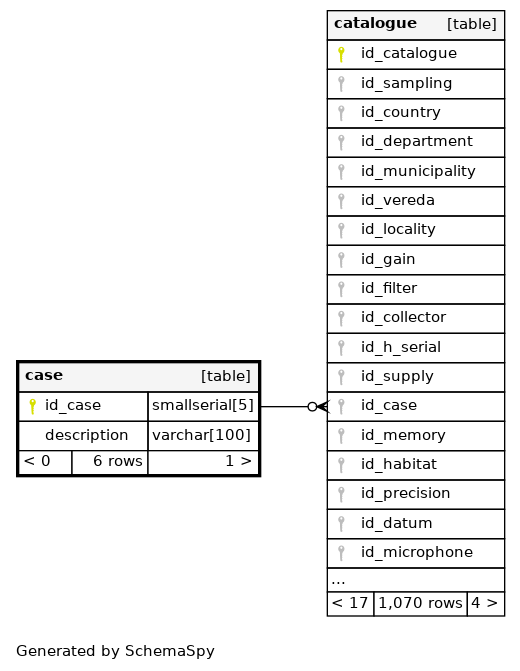 catalogue [table]
id_catalogue
id_sampling
id_country
id_department
id_municipality
id_vereda
id_locality
id_gain
id_filter
id_collector
id_h_serial
id_supply
id_case
id_memory
id_habitat
id_precision
id_datum
id_microphone
...
< 17 1,070 rows 4 >
case [table]
id_case smallserial[5]
description varchar[100]
< 0 6 rows 1 >
Generated by SchemaSpy